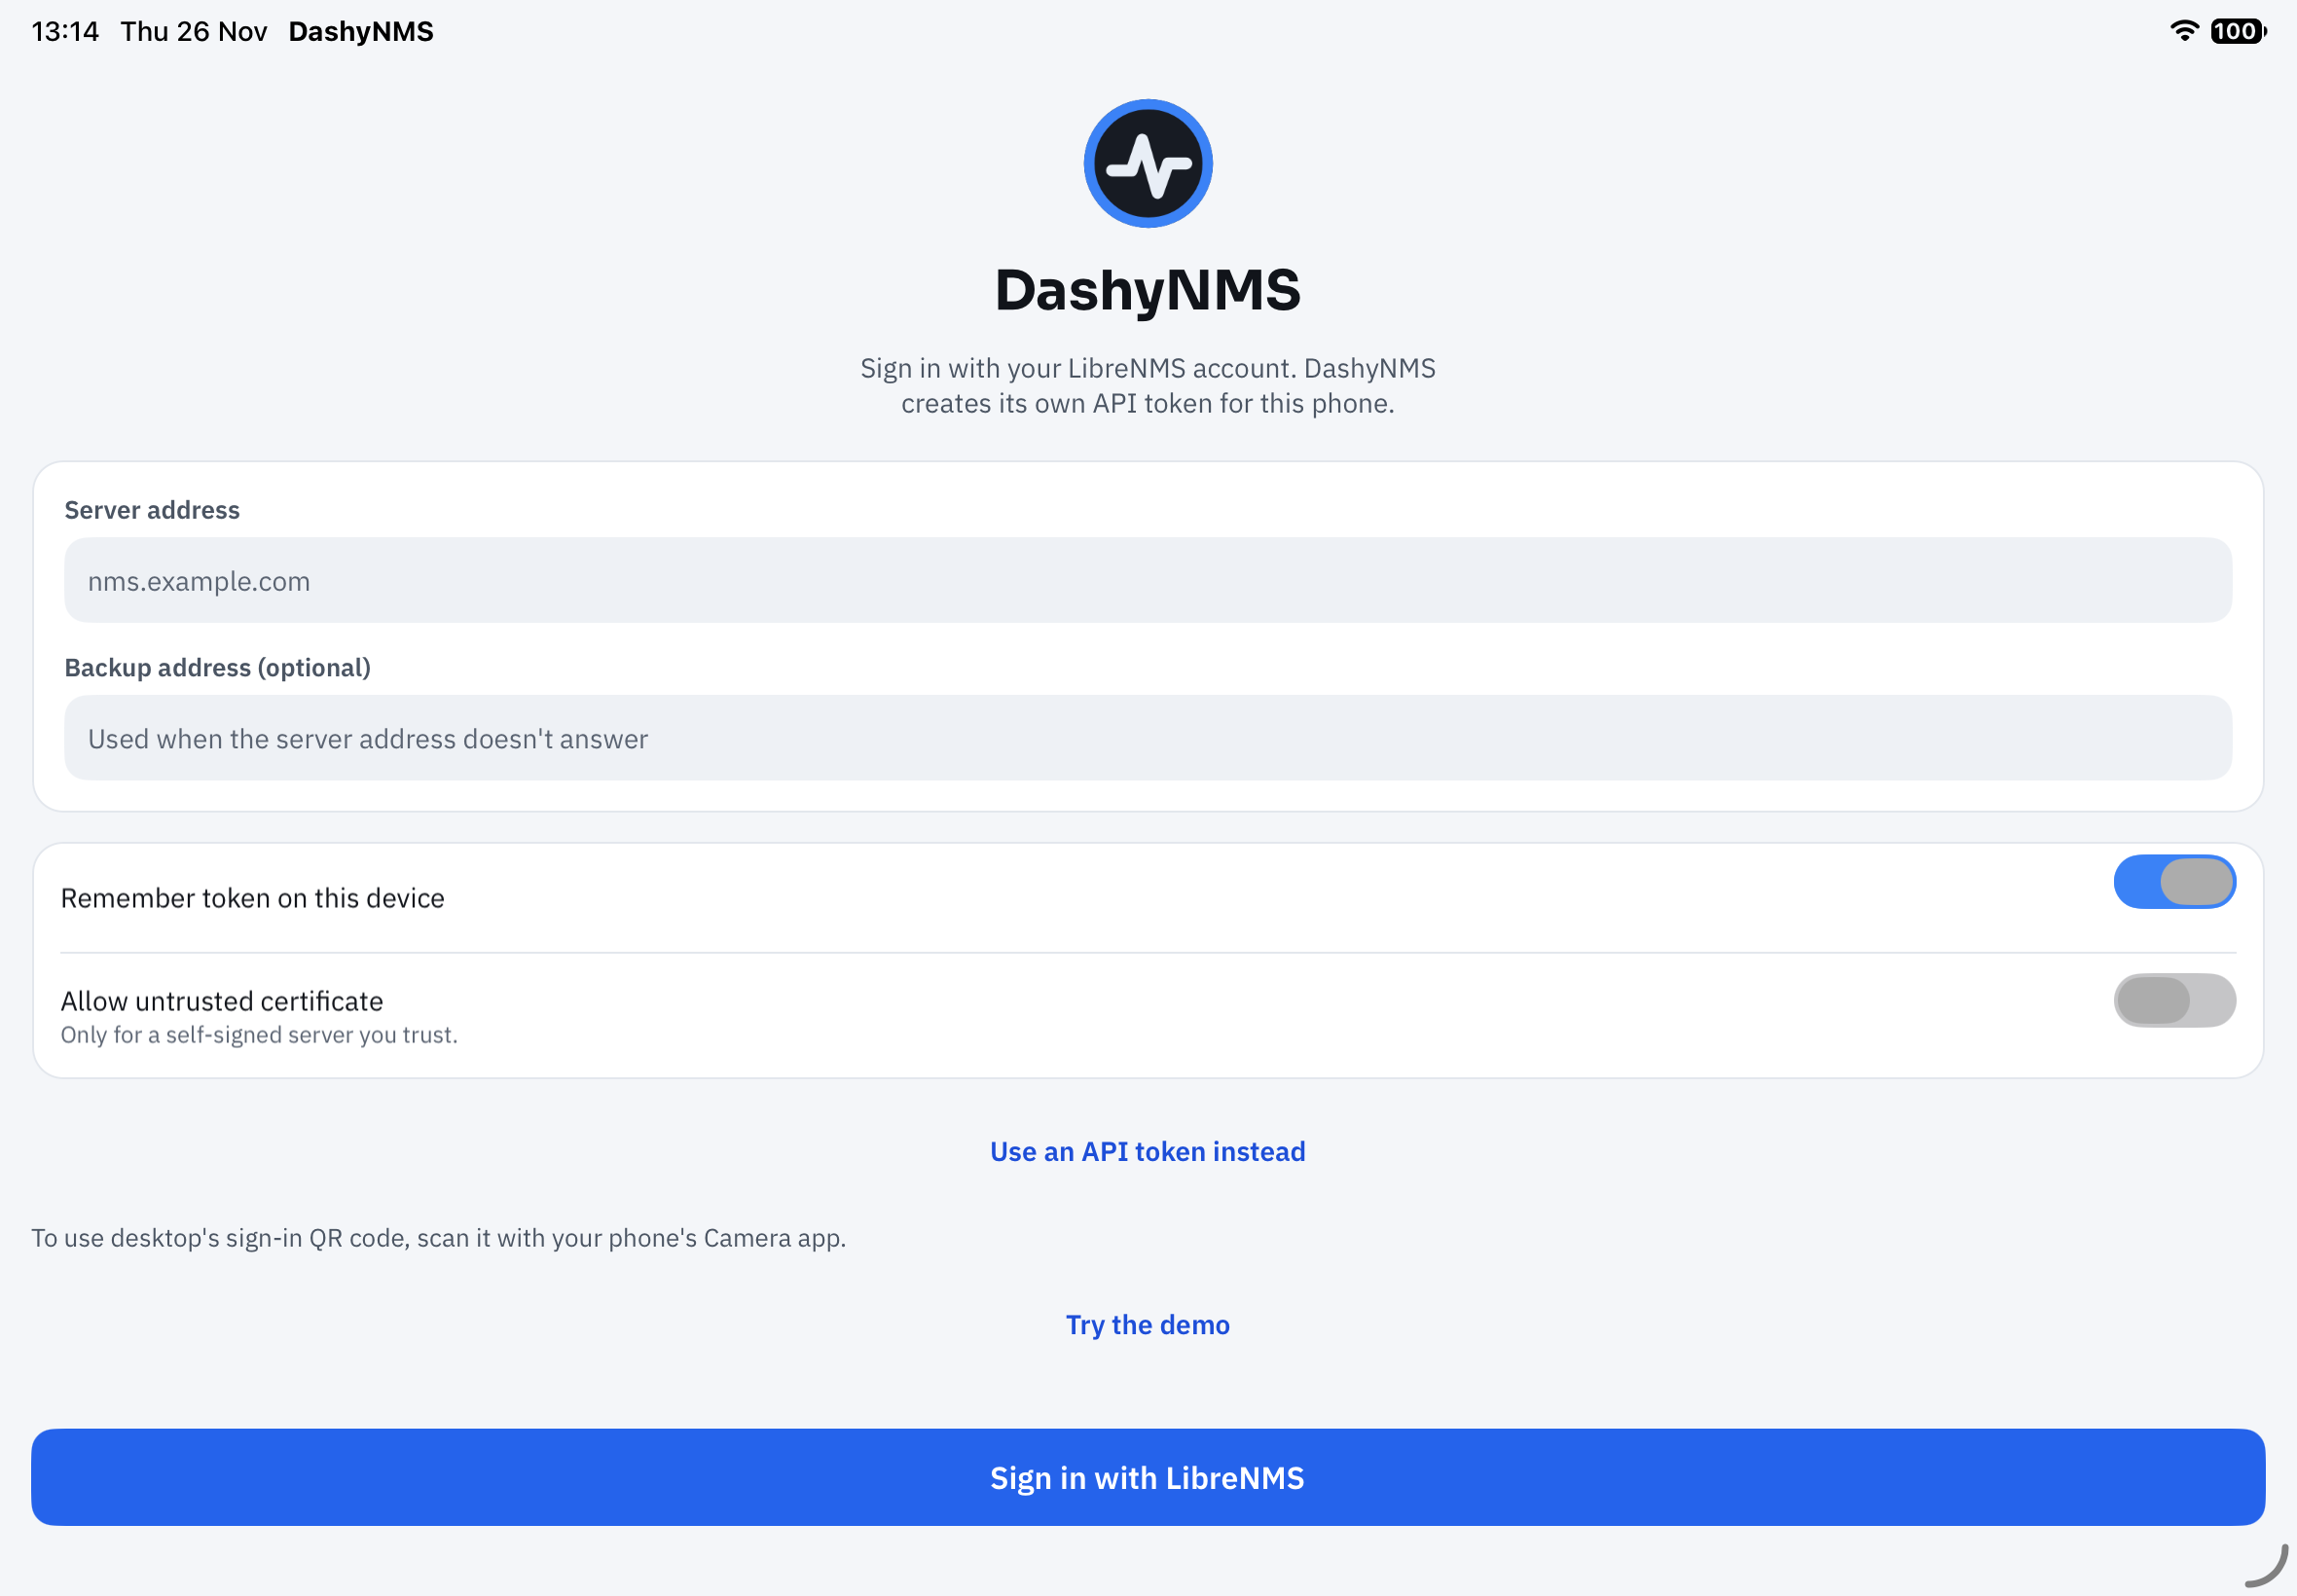 13:14 Thu 26 Nov DashyNMS
100
DashyNMS
Sign in with your LibreNMS account. DashyNMS
creates its own API token for this phone.
Server address
nms.example.com
Backup address (optional)
Used when the server address doesn't answer
Remember token on this device
Allow untrusted certificate
Only for a self-signed server you trust.
Use an API token instead
To use desktop's sign-in QR code, scan it with your phone's Camera app.
Try the demo
Sign in with LibreNMS